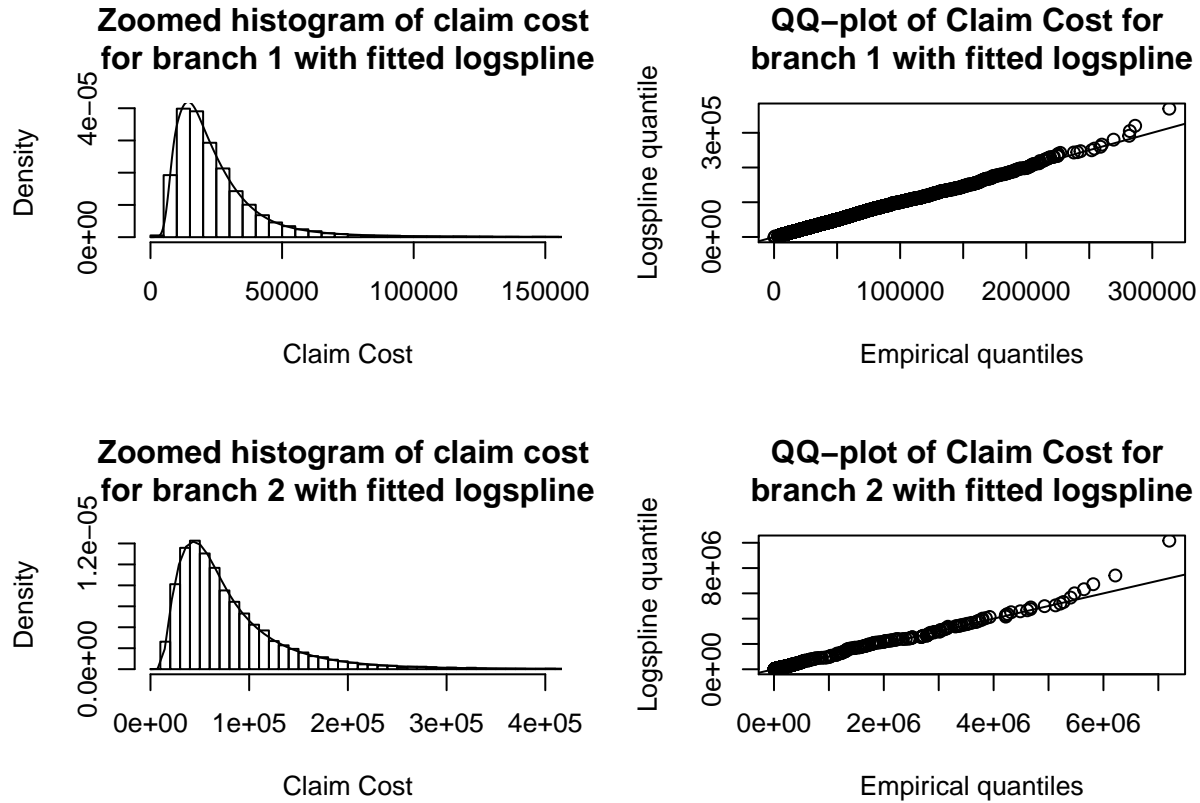 Zoomed histogram of claim cost
for branch 1 with fitted logspline
Density
0e+00
4e−05
0
50000
100000
150000
Claim Cost
QQ−plot of Claim Cost for
branch 1 with fitted logspline
Logspline quantile
0e+00
3e+05
0
100000
200000
300000
Empirical quantiles
Zoomed histogram of claim cost
for branch 2 with fitted logspline
Density
0.0e+00
1.2e−05
0e+00
1e+05
2e+05
3e+05
4e+05
Claim Cost
QQ−plot of Claim Cost for
branch 2 with fitted logspline
Logspline quantile
0e+00
8e+06
0e+00
2e+06
4e+06
6e+06
Empirical quantiles